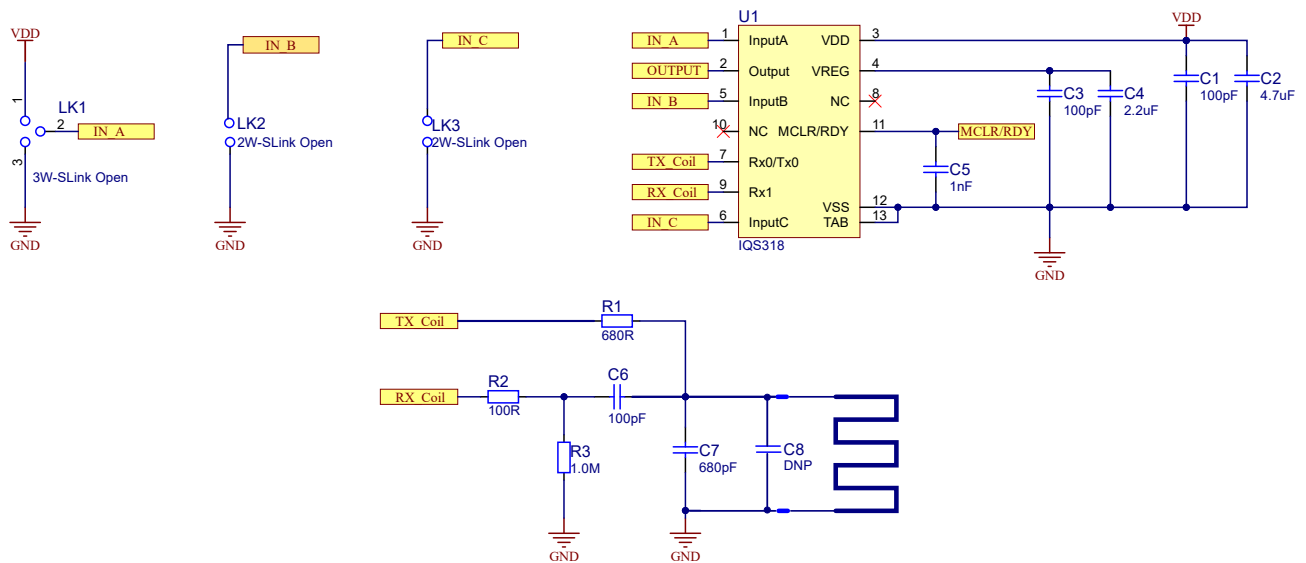 VDD
1
LK1
2
IN_A
3
3W-SLink Open
GND
IN_B
LK2
2W-SLink Open
GND
IN_C
LK3
2W-SLink Open
GND
U1
IN_A 1 InputA VDD 3
OUTPUT 2 Output VREG 4
IN_B 5 InputB NC 8
10 NC MCLR/RDY 11 MCLR/RDY
TX_Coil 7 Rx0/Tx0
RX_Coil 9 Rx1 VSS 12
IN_C 6 InputC TAB 13
IQS318
VDD
C1
100pF
C2
4.7uF
C3
100pF
C4
2.2uF
C5
1nF
GND
TX_Coil
R1
680R
RX_Coil
R2
100R
C6
100pF
R3
1.0M
C7
680pF
C8
DNP
GND
GND